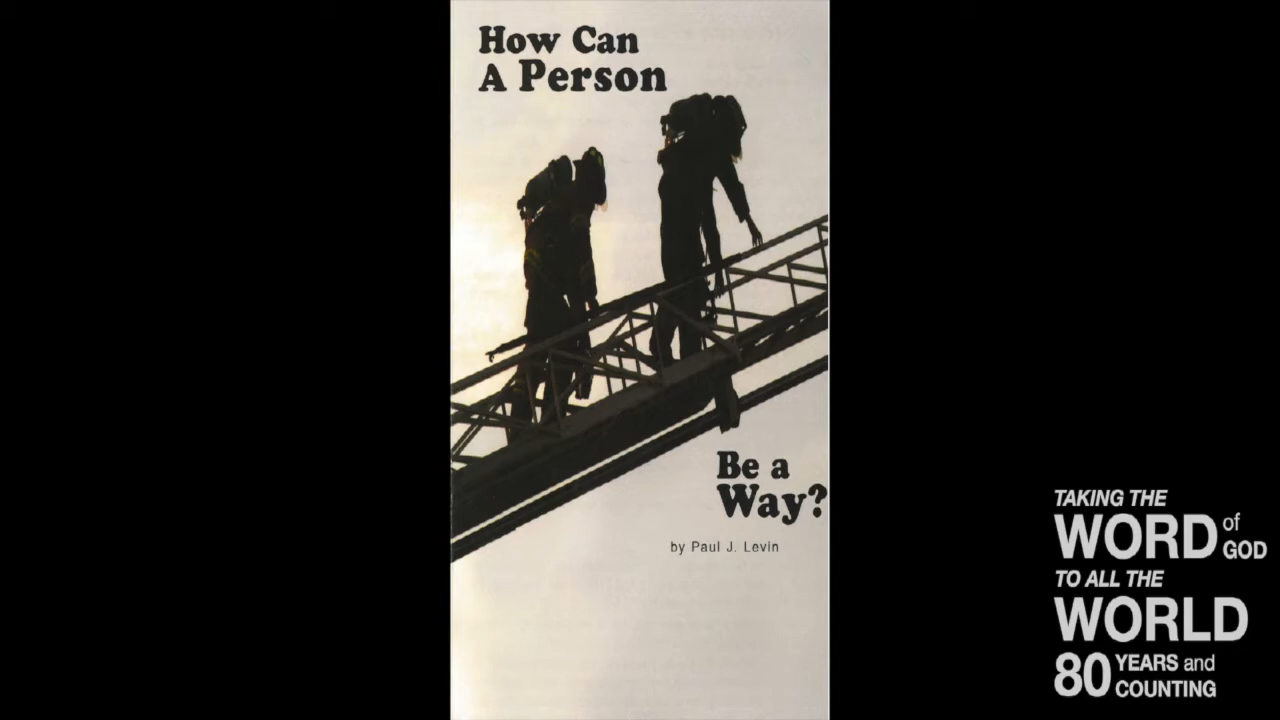 How Can
A Person
Be a
Way?
by Paul J. Levin
TAKING THE
WORD of GOD
TO ALL THE
WORLD
80 YEARS and COUNTING